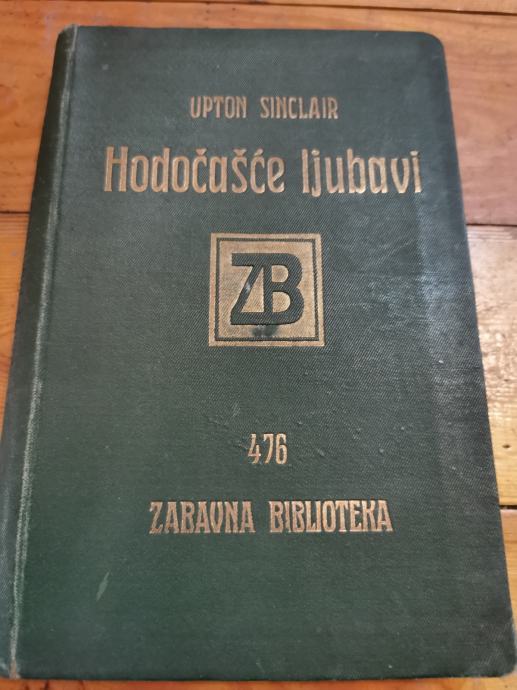 UPTON SINCLAIR
Hodočašće ljubavi
ZB
476
ZABAVNA BIBLIOTEKA